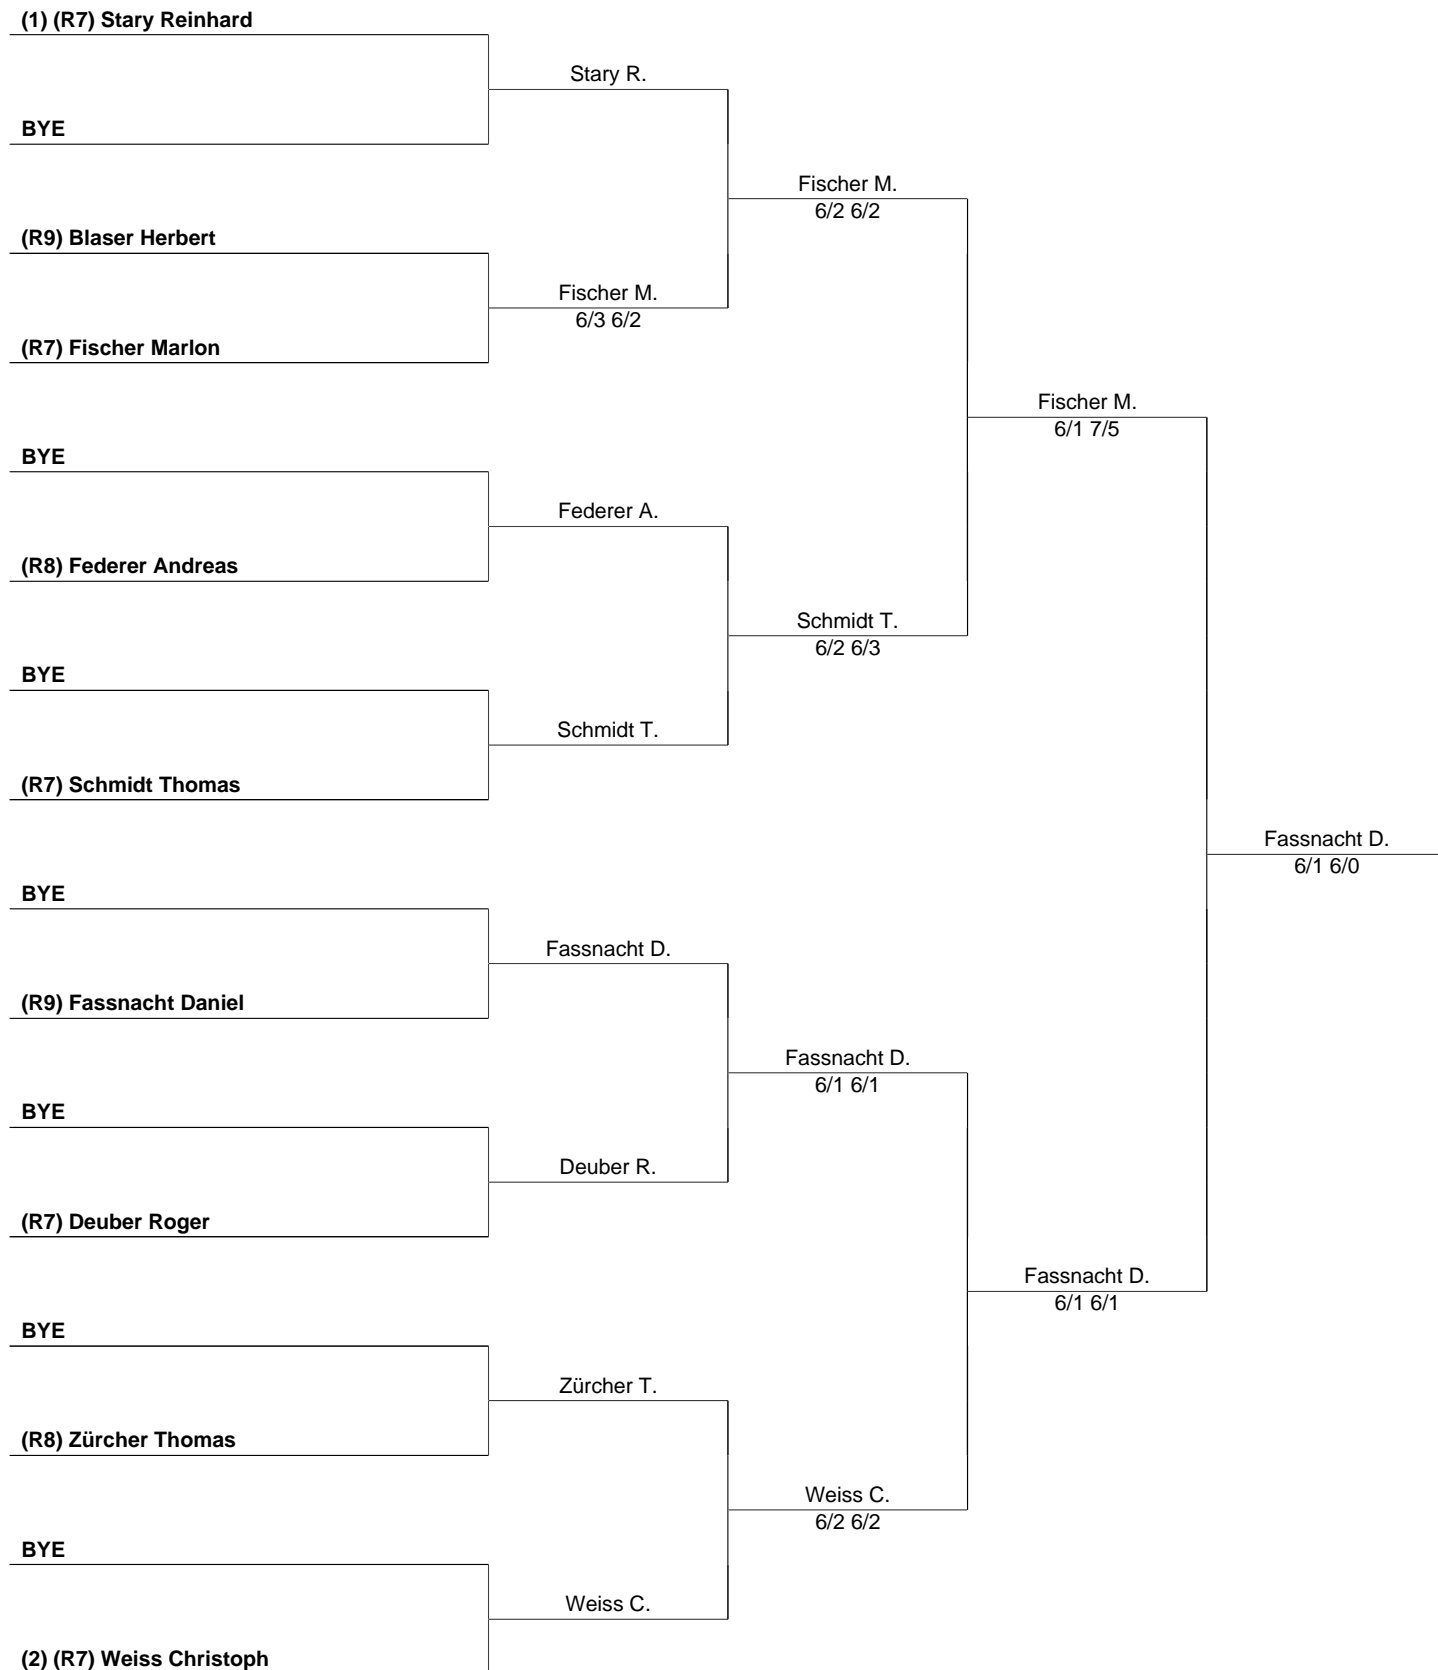 (1) (R7) Stary Reinhard
Stary R.
BYE
Fischer M.
6/2 6/2
(R9) Blaser Herbert
Fischer M.
6/3 6/2
(R7) Fischer Marlon
Fischer M.
6/1 7/5
BYE
Federer A.
(R8) Federer Andreas
Schmidt T.
6/2 6/3
BYE
Schmidt T.
(R7) Schmidt Thomas
Fassnacht D.
6/1 6/0
BYE
Fassnacht D.
(R9) Fassnacht Daniel
Fassnacht D.
6/1 6/1
BYE
Deuber R.
(R7) Deuber Roger
Fassnacht D.
6/1 6/1
BYE
Zürcher T.
(R8) Zürcher Thomas
Weiss C.
6/2 6/2
BYE
Weiss C.
(2) (R7) Weiss Christoph